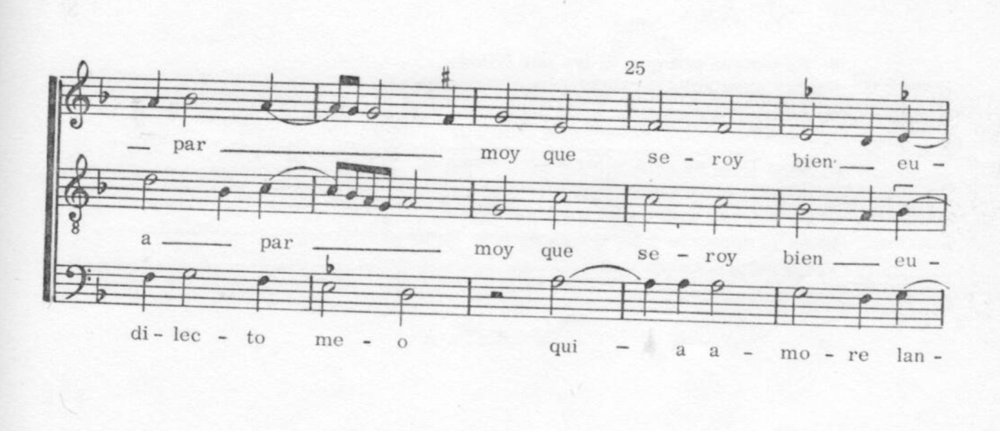 25
par moy que se - roy bien eu -
8
a par moy que se - roy bien eu -
di - lec - to me - o qui - a a - mo - re lan -